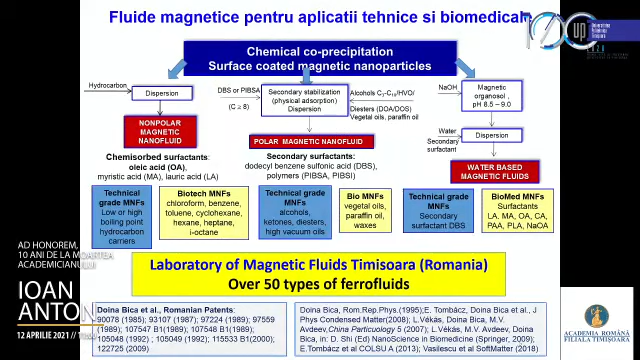 Fluide magnetice pentru aplicatii tehnice si biomedicale
Chemical co-precipitation
Surface coated magnetic nanoparticles
Hydrocarbon
Dispersion
NONPOLAR
MAGNETIC
NANOFLUID
Chemisorbed surfactants:
oleic acid (OA),
myristic acid (MA), lauric acid (LA)
DBS or PIBSA
(C ≥ 8)
Secondary stabilization
(physical adsorption)
Dispersion
Alcohols C3-C10/HVO/
Diesters (DOA/DOS)
Vegetal oils, paraffin oil
POLAR MAGNETIC NANOFLUID
Secondary surfactants:
dodecyl benzene sulfonic acid (DBS),
polymers (PIBSA, PIBSI)
NaOH
Magnetic
organosol,
pH 8.5 – 9.0
Water
Secondary
surfactant
Dispersion
WATER BASED
MAGNETIC FLUIDS
Technical
grade MNFs
Low or high
boiling point
hydrocarbon
carriers
Biotech MNFs
chloroform, benzene,
toluene, cyclohexane,
hexane, heptane,
i-octane
Technical grade
MNFs
alcohols,
ketones, diesters,
high vacuum oils
Bio MNFs
vegetal oils,
paraffin oil,
waxes
Technical grade
MNFs
Secondary
surfactant DBS
BioMed MNFs
Surfactants
LA, MA, OA, CA,
PAA, PLA, NaOA
Laboratory of Magnetic Fluids Timisoara (Romania)
Over 50 types of ferrofluids
Doina Bica et al., Romanian Patents.
90078 (1985); 93107 (1987); 97224 (1989); 97559
(1989); 107547 B1(1989); 107548 B1(1989);
105048 (1992) ; 105049 (1992) ; 115533 B1(2000);
122725 (2009)
Doina Bica, Rom.Rep.Phys.(1995);E. Tombácz, Doina Bica et al., J
Phys Condensed Matter(2008); L.Vékás, Doina Bica, M.V.
Avdeev,China Particuology 5 (2007); L.Vékás, M.V. Avdeev, Doina
Bica, in: D. Shi (Ed) NanoScience in Biomedicine (Springer, 2009);
E.Tombácz et COLSU A (2013); Vasilescu et SoftMatter (2018)
AD HONOREM,
10 ANI DE LA MOARTEA
ACADEMICIANULUI
IOAN
ANTON
12 APRILIE 2021
ACADEMIA ROMÂNĂ
FILIALA TIMIȘOARA